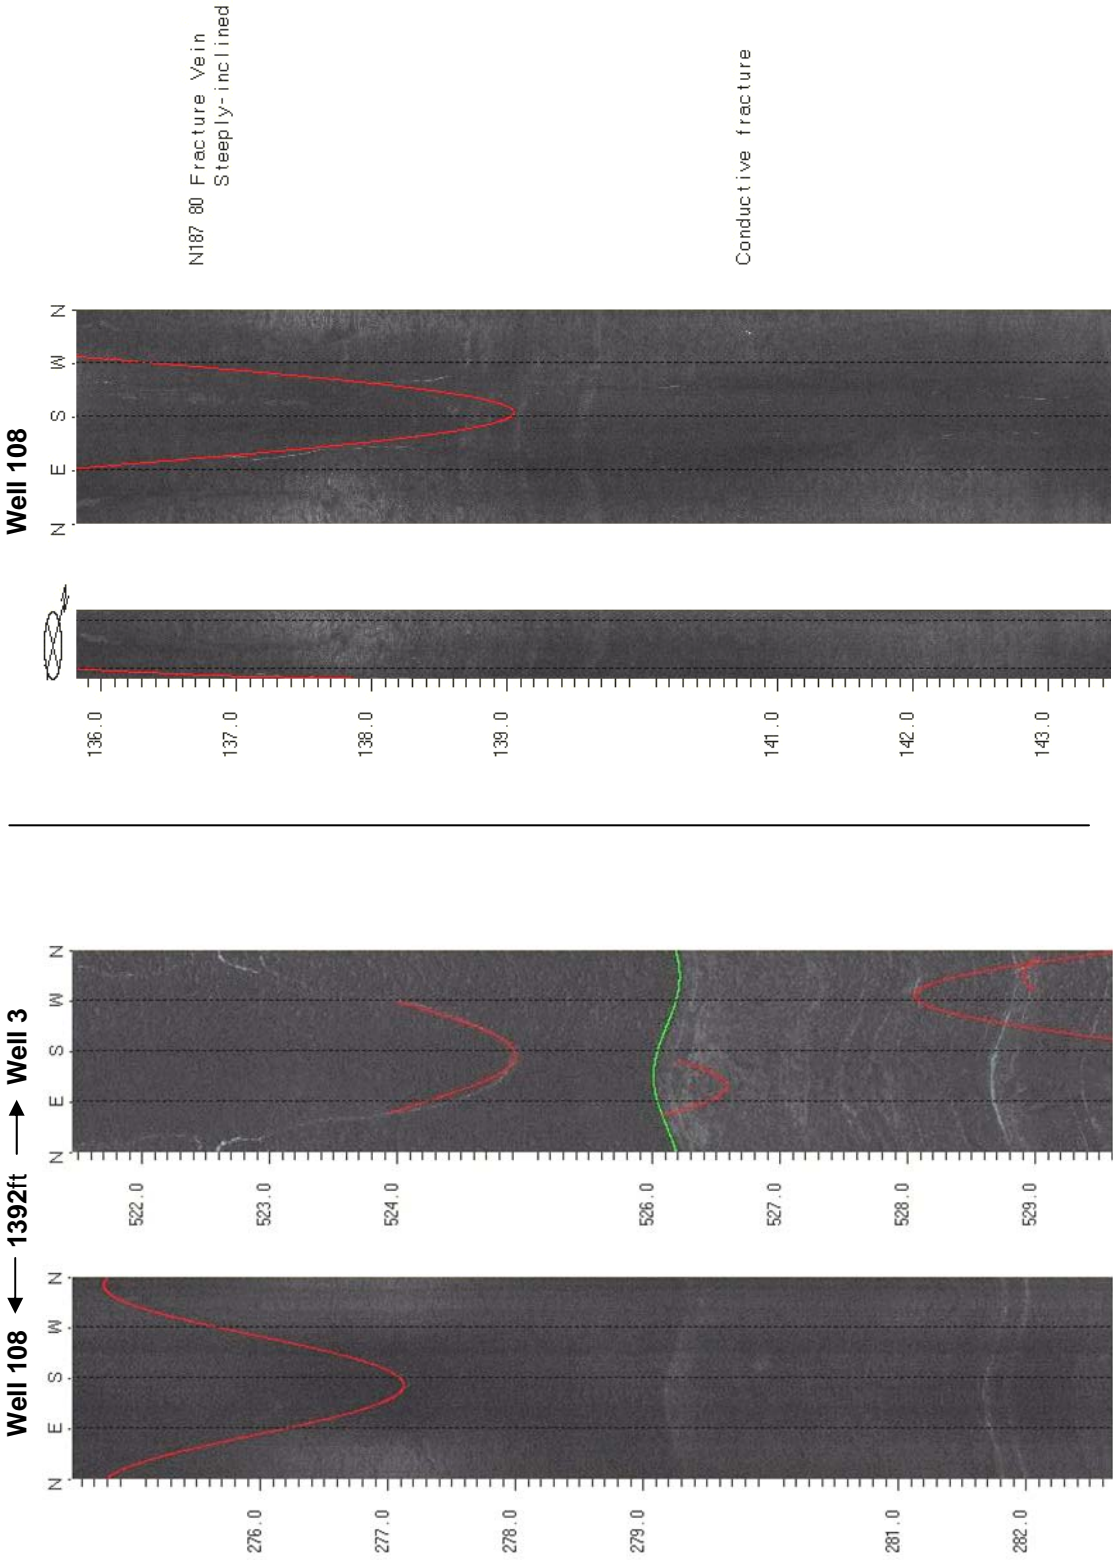 Well 108 ← 1392ft → Well 3
N E S W N
276.0
277.0
278.0
279.0
281.0
282.0
N E S W N
522.0
523.0
524.0
526.0
527.0
528.0
529.0
Well 108
136.0
137.0
138.0
139.0
141.0
142.0
143.0
N E S W N
N187 80 Fracture Vein
Steeply-inclined
Conductive fracture